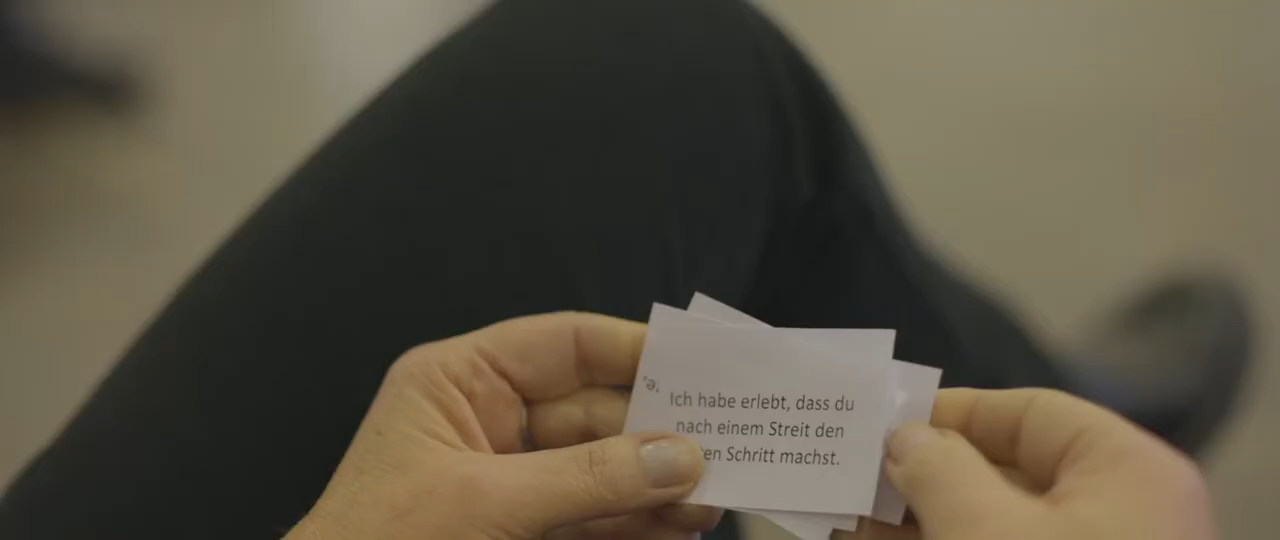 Ich habe erlebt, dass du
nach einem Streit den
Schritt machst.